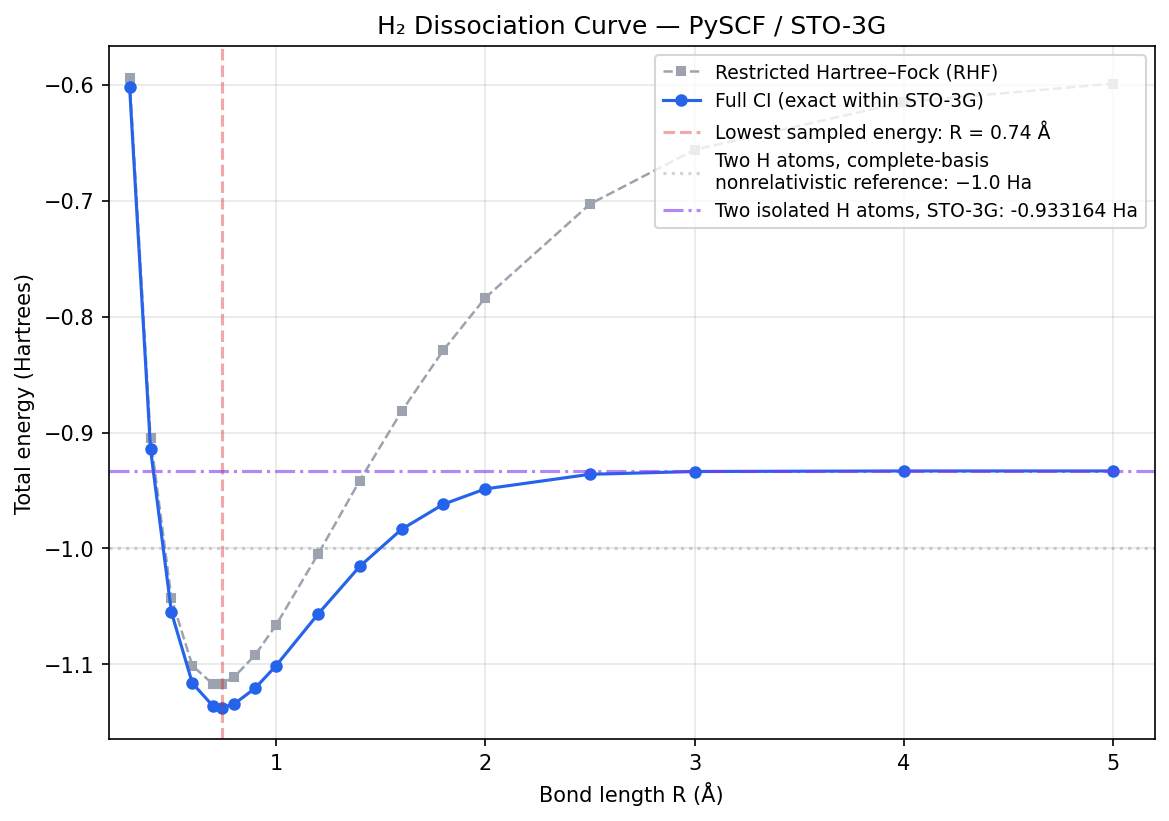 H₂ Dissociation Curve — PySCF / STO-3G
Restricted Hartree–Fock (RHF)
Full CI (exact within STO-3G)
Lowest sampled energy: R = 0.74 Å
Two H atoms, complete-basis
nonrelativistic reference: −1.0 Ha
Two isolated H atoms, STO-3G: -0.933164 Ha
Total energy (Hartrees)
−0.6
−0.7
−0.8
−0.9
−1.0
−1.1
1 2 3 4 5
Bond length R (Å)